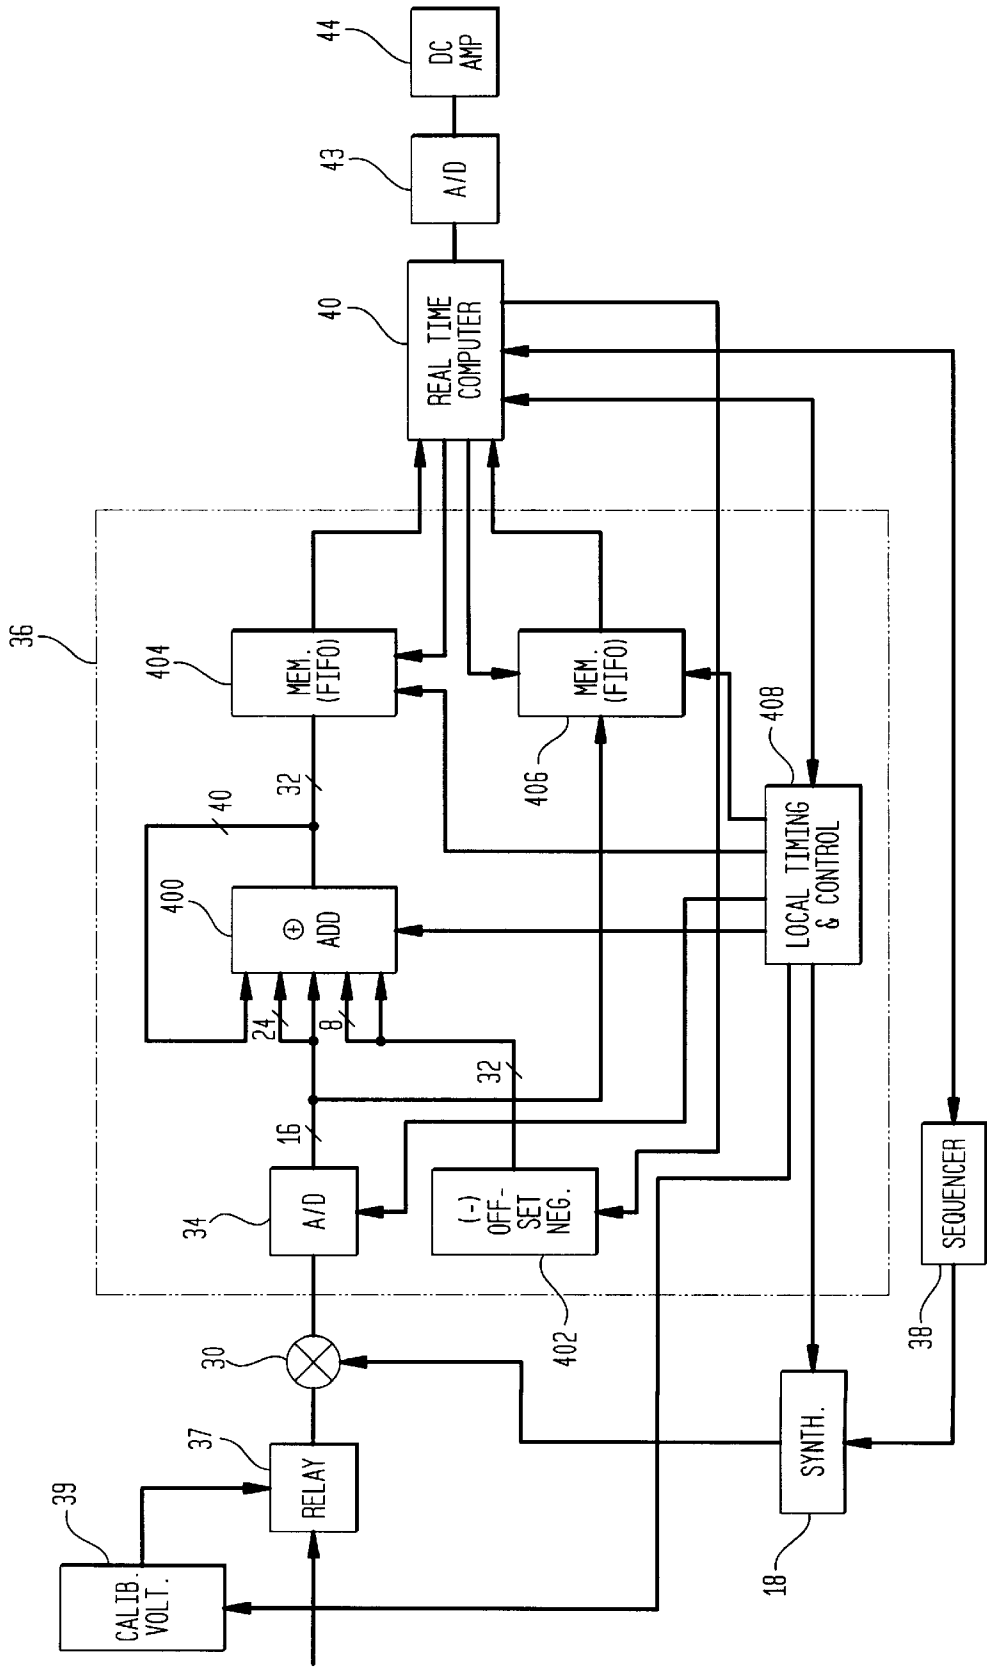 39
CALIB.
VOLT.
37
RELAY
30
36
34
A/D
16
(-)
OFF-
SET
NEG.
402
32
24
8
400
⊕
ADD
40
32
404
MEM.
(FIFO)
MEM.
(FIFO)
406
LOCAL TIMING
& CONTROL
408
18
SYNTH.
38
SEQUENCER
40
REAL TIME
COMPUTER
43
A/D
44
DC
AMP